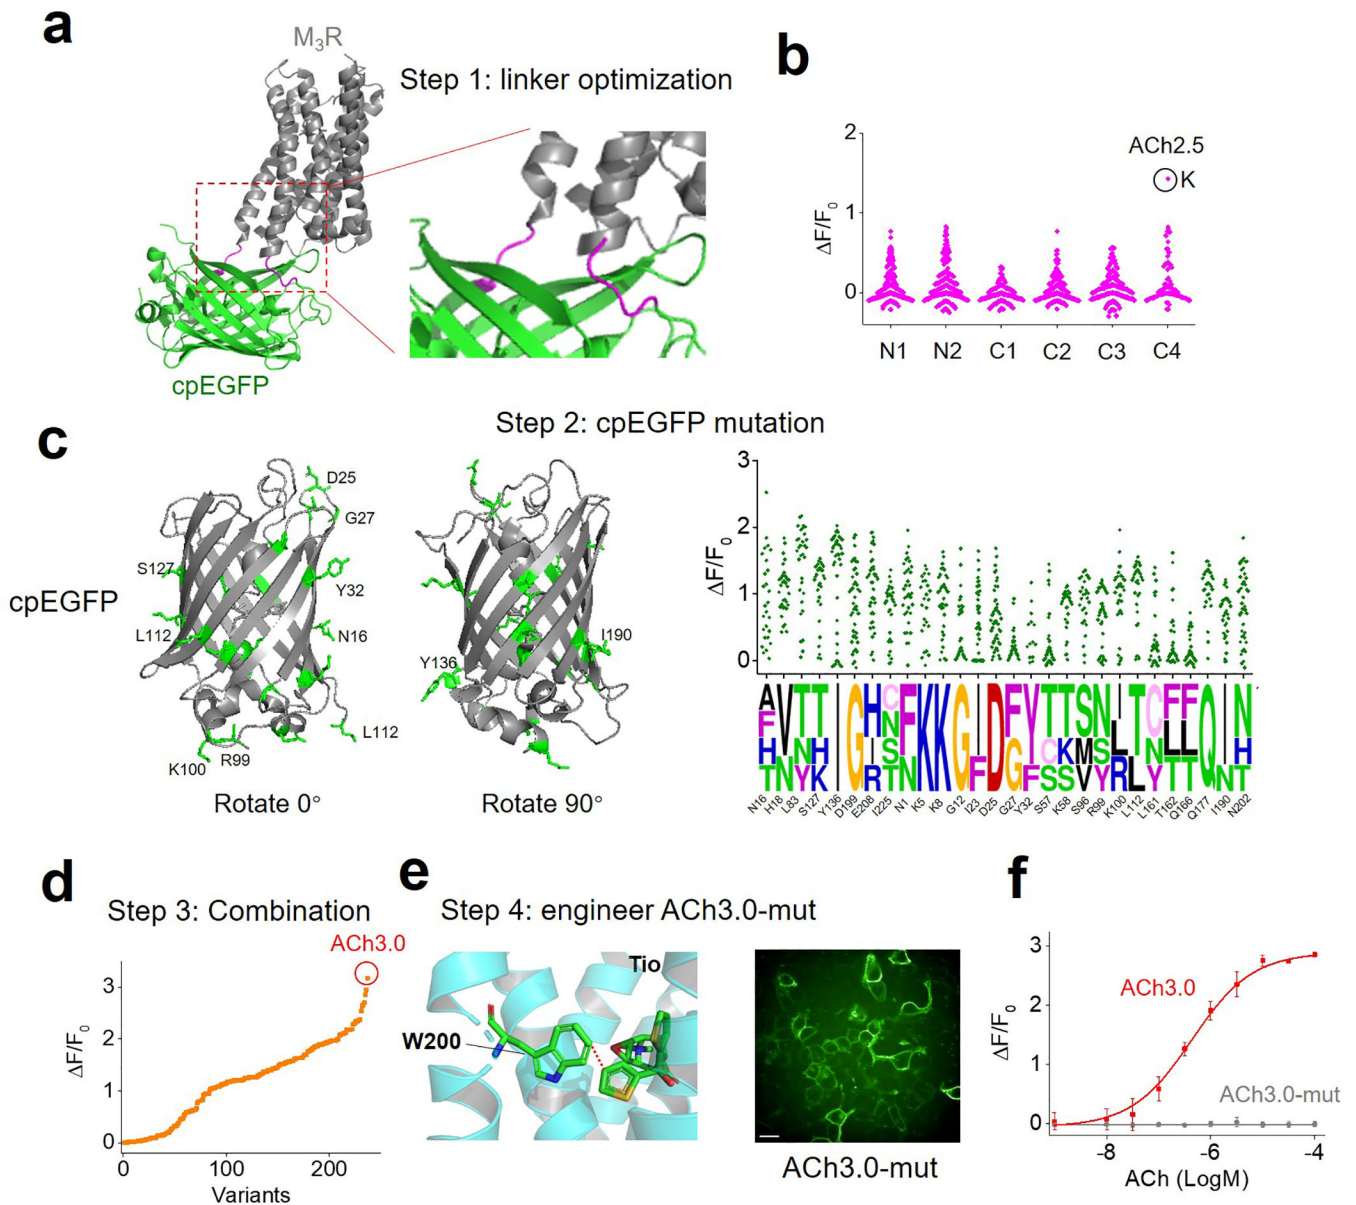 a
M3R
Step 1: linker optimization
cpEGFP
b
ΔF/F0
2
1
0
ACh2.5
K
N1 N2 C1 C2 C3 C4
Step 2: cpEGFP mutation
c
cpEGFP
D25
G27
S127
Y32
L112
N16
L112
K100
R99
Rotate 0°
I190
Y136
Rotate 90°
ΔF/F0
3
2
1
0
N16 H18 L83 S127 Y136 D199 E208 I225 N1 K5 K8 G12 I23 D25 G27 Y32 S57 K58 S96 R99 K100 L112 L161 T162 Q166 Q177 I190 N202
d
Step 3: Combination
ACh3.0
ΔF/F0
3
2
1
0
0 100 200
Variants
e
Step 4: engineer ACh3.0-mut
Tio
W200
ACh3.0-mut
f
ΔF/F0
3
2
1
0
ACh3.0
ACh3.0-mut
-8 -6 -4
ACh (LogM)